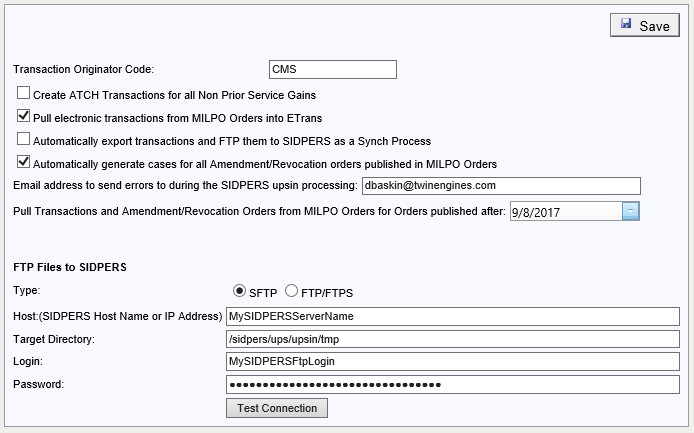 Save
Transaction Originator Code: CMS
Create ATCH Transactions for all Non Prior Service Gains
Pull electronic transactions from MILPO Orders into ETrans
Automatically export transactions and FTP them to SIDPERS as a Synch Process
Automatically generate cases for all Amendment/Revocation orders published in MILPO Orders
Email address to send errors to during the SIDPERS upsin processing: dbaskin@twinengines.com
Pull Transactions and Amendment/Revocation Orders from MILPO Orders for Orders published after: 9/8/2017
FTP Files to SIDPERS
Type: SFTP FTP/FTPS
Host:(SIDPERS Host Name or IP Address) MySIDPERSServerName
Target Directory: /sidpers/ups/upsin/tmp
Login: MySIDPERSFtpLogin
Password: ●●●●●●●●●●●●●●●●●●●●●●●●●●●●●●●●
Test Connection